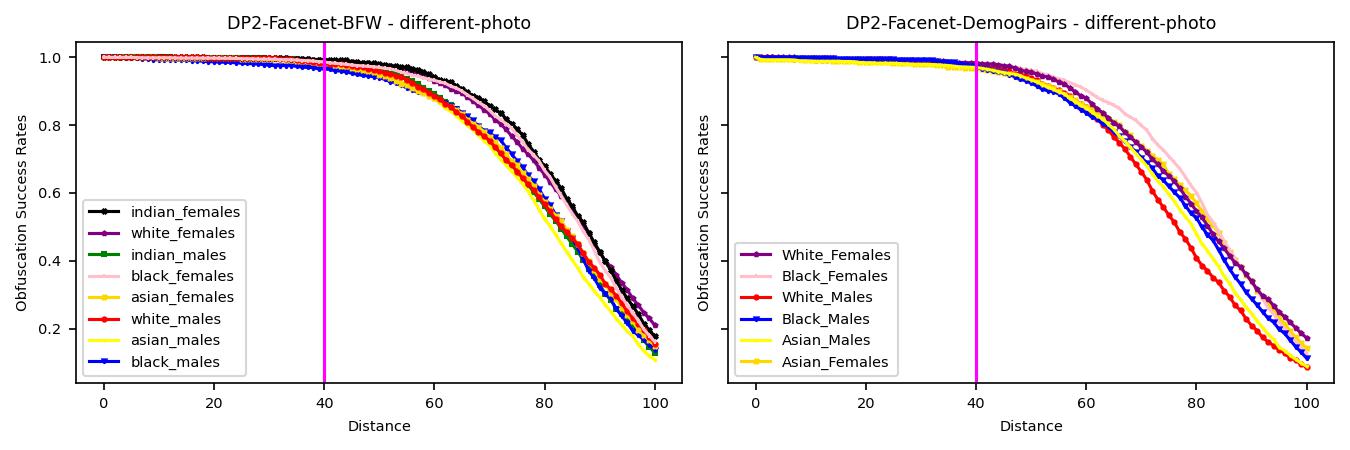 DP2-Facenet-BFW - different-photo
Obfuscation Success Rates
1.0
0.8
0.6
0.4
0.2
indian_females
white_females
indian_males
black_females
asian_females
white_males
asian_males
black_males
0 20 40 60 80 100
Distance
DP2-Facenet-DemogPairs - different-photo
Obfuscation Success Rates
White_Females
Black_Females
White_Males
Black_Males
Asian_Males
Asian_Females
0 20 40 60 80 100
Distance